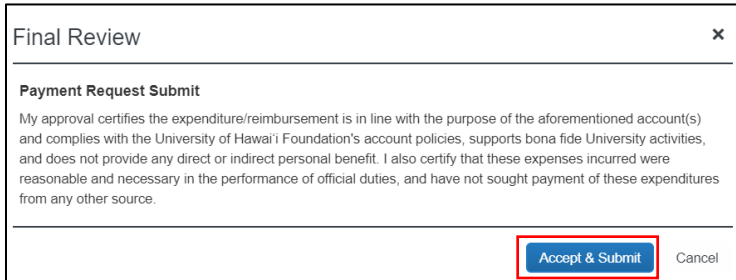 Final Review ×
Payment Request Submit
My approval certifies the expenditure/reimbursement is in line with the purpose of the aforementioned account(s)
and complies with the University of Hawaiʻi Foundation's account policies, supports bona fide University activities,
and does not provide any direct or indirect personal benefit. I also certify that these expenses incurred were
reasonable and necessary in the performance of official duties, and have not sought payment of these expenditures
from any other source.
Accept & Submit Cancel